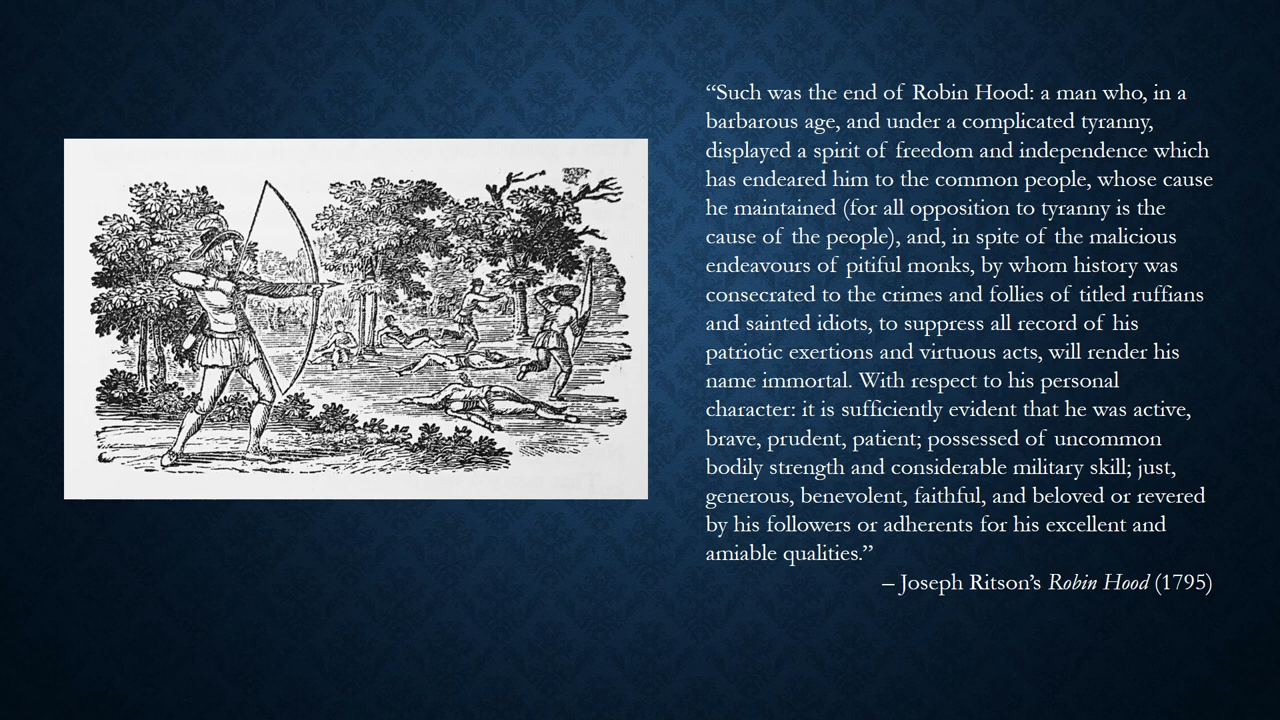 “Such was the end of Robin Hood: a man who, in a
barbarous age, and under a complicated tyranny,
displayed a spirit of freedom and independence which
has endeared him to the common people, whose cause
he maintained (for all opposition to tyranny is the
cause of the people), and, in spite of the malicious
endeavours of pitiful monks, by whom history was
consecrated to the crimes and follies of titled ruffians
and sainted idiots, to suppress all record of his
patriotic exertions and virtuous acts, will render his
name immortal. With respect to his personal
character: it is sufficiently evident that he was active,
brave, prudent, patient; possessed of uncommon
bodily strength and considerable military skill; just,
generous, benevolent, faithful, and beloved or revered
by his followers or adherents for his excellent and
amiable qualities.”
– Joseph Ritson’s Robin Hood (1795)